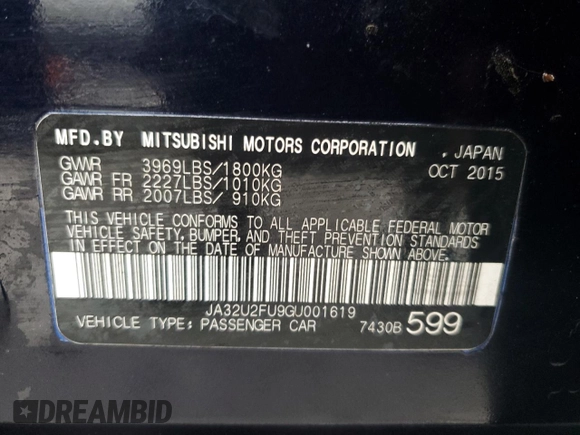 MFD.BY MITSUBISHI MOTORS CORPORATION . JAPAN
GVWR 3969LBS/1800KG OCT 2015
GAWR FR 2227LBS/1010KG
GAWR RR 2007LBS/ 910KG
THIS VEHICLE CONFORMS TO ALL APPLICABLE FEDERAL MOTOR
VEHICLE SAFETY, BUMPER, AND THEFT PREVENTION STANDARDS
IN EFFECT ON THE DATE OF MANUFACTURE SHOWN ABOVE.
JA32U2FU9GU001619
VEHICLE TYPE: PASSENGER CAR 7430B 599
DREAMBID